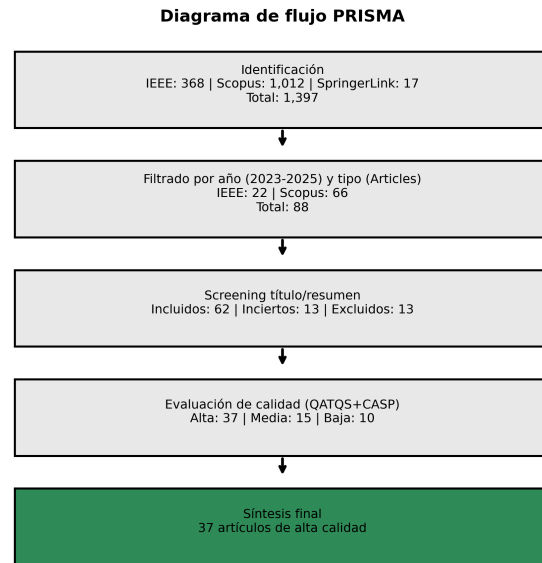 Diagrama de flujo PRISMA
Identificación
IEEE: 368 | Scopus: 1,012 | SpringerLink: 17
Total: 1,397
Filtrado por año (2023-2025) y tipo (Articles)
IEEE: 22 | Scopus: 66
Total: 88
Screening título/resumen
Incluidos: 62 | Inciertos: 13 | Excluidos: 13
Evaluación de calidad (QATQS+CASP)
Alta: 37 | Media: 15 | Baja: 10
Síntesis final
37 artículos de alta calidad